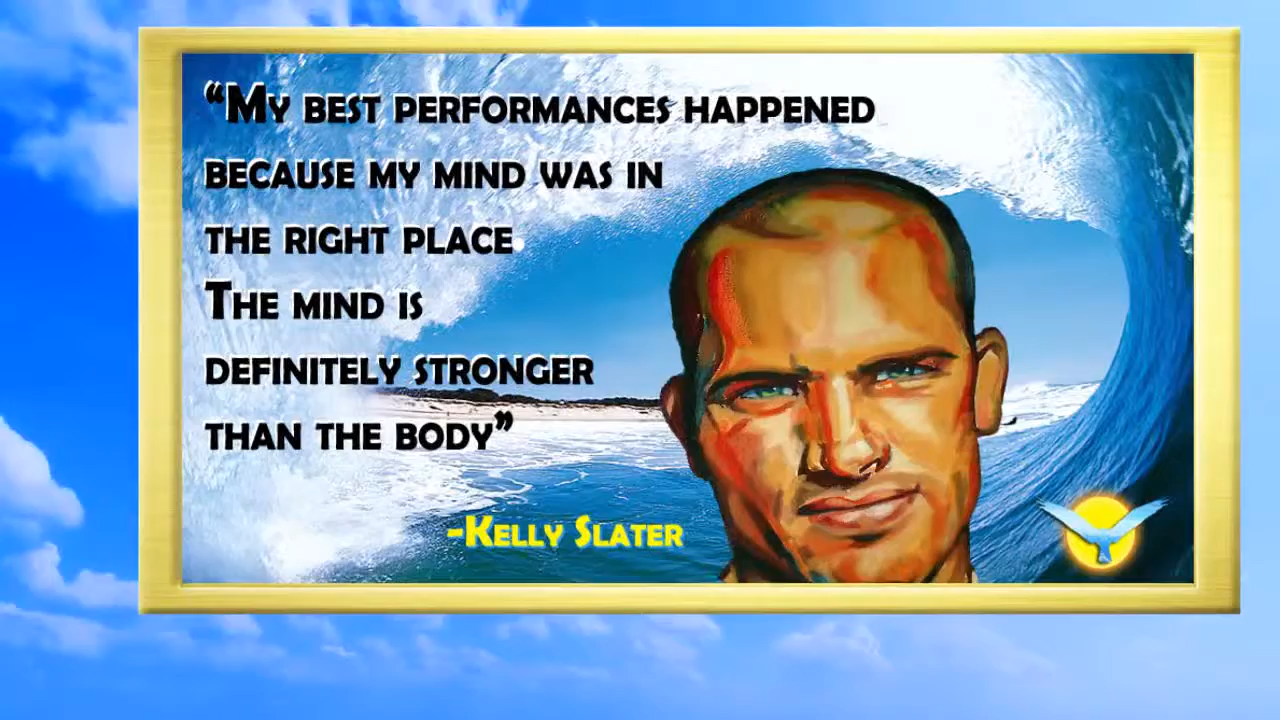 “My best performances happened
because my mind was in
the right place
The mind is
definitely stronger
than the body”
-Kelly Slater